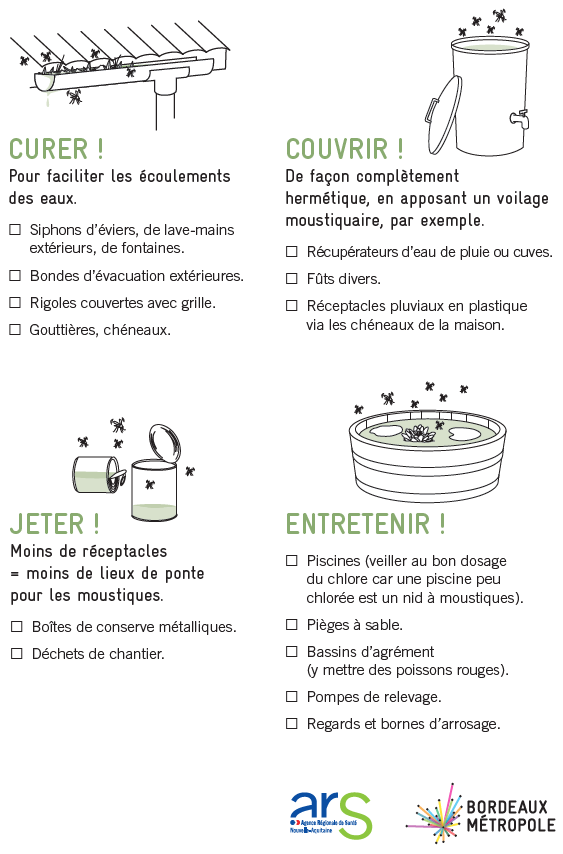 CURER !
Pour faciliter les écoulements
des eaux.
Siphons d'éviers, de lave-mains
extérieurs, de fontaines.
Bondes d'évacuation extérieures.
Rigoles couvertes avec grille.
Gouttières, chéneaux.
COUVRIR !
De façon complètement
hermétique, en apposant un voilage
moustiquaire, par exemple.
Récupérateurs d'eau de pluie ou cuves.
Fûts divers.
Réceptacles pluviaux en plastique
via les chéneaux de la maison.
JETER !
Moins de réceptacles
= moins de lieux de ponte
pour les moustiques.
Boîtes de conserve métalliques.
Déchets de chantier.
ENTRETENIR !
Piscines (veiller au bon dosage
du chlore car une piscine peu
chlorée est un nid à moustiques).
Pièges à sable.
Bassins d'agrément
(y mettre des poissons rouges).
Pompes de relevage.
Regards et bornes d'arrosage.
ars
Agence Régionale de Santé
Nouvelle-Aquitaine
BORDEAUX
MÉTROPOLE